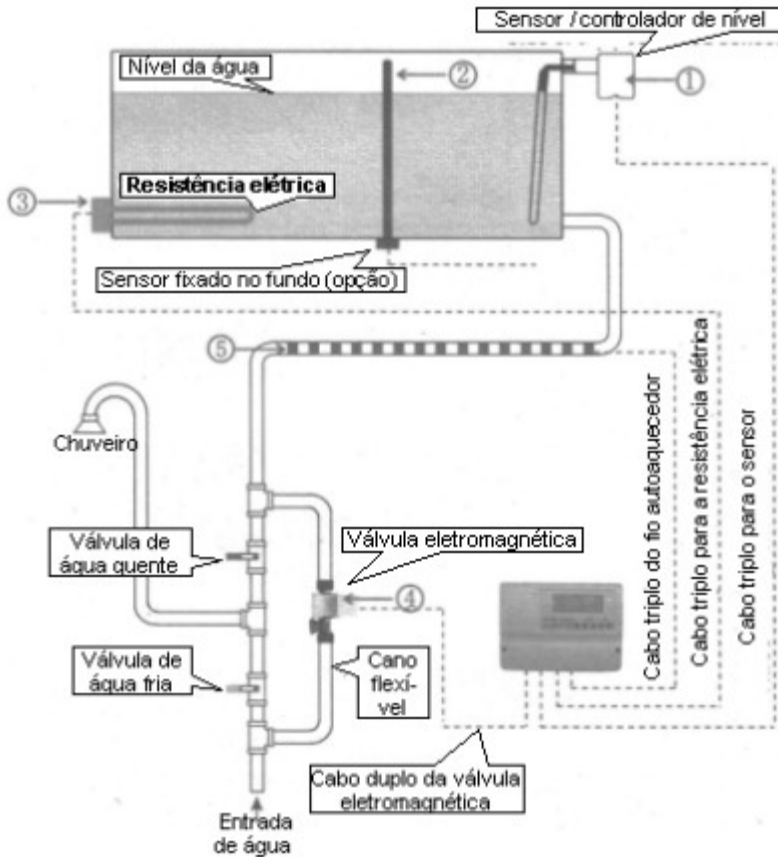 Sensor / controlador de nível
Nível da água
②
①
Resistência elétrica
③
Sensor fixado no fundo (opção)
⑤
Chuveiro
Válvula de
água quente
Válvula eletromagnética
④
Válvula de
água fria
Cano
flexí-
vel
Cabo triplo do fio autoaquecedor
Cabo triplo para a resistência elétrica
Cabo triplo para o sensor
Cabo duplo da válvula
eletromagnética
Entrada
de água